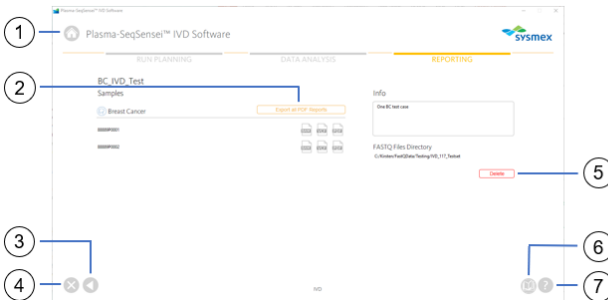 Plasma-SeqSensei™ IVD Software
1
Plasma-SeqSensei™ IVD Software
sysmex
RUN PLANNING
DATA ANALYSIS
REPORTING
BC_IVD_Test
2
Samples
Info
Breast Cancer
Export all PDF Reports
One BC test case
FASTQ Files Directory
Delete
5
3
6
4
IVD
?
7